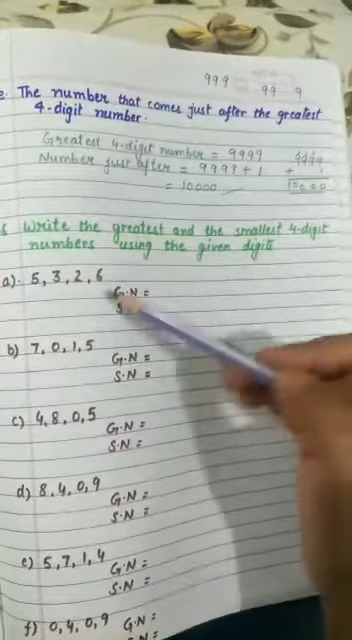 999 99 9
e. The number that comes just after the greatest
4-digit number.
Greatest 4-digit number = 9999
Number just after = 9999 + 1
= 10000
9999
+ 1
10000
6 Write the greatest and the smallest 4-digit
numbers using the given digits
a). 5, 3, 2, 6
G.N =
S
b) 7, 0, 1, 5
G.N =
S.N =
c) 4, 8, 0, 5
G.N =
S.N =
d) 8, 4, 0, 9
G.N =
S.N =
e) 5, 7, 1, 4
G.N =
S.N =
f) 0, 4, 0, 9
G.N =
S.N =